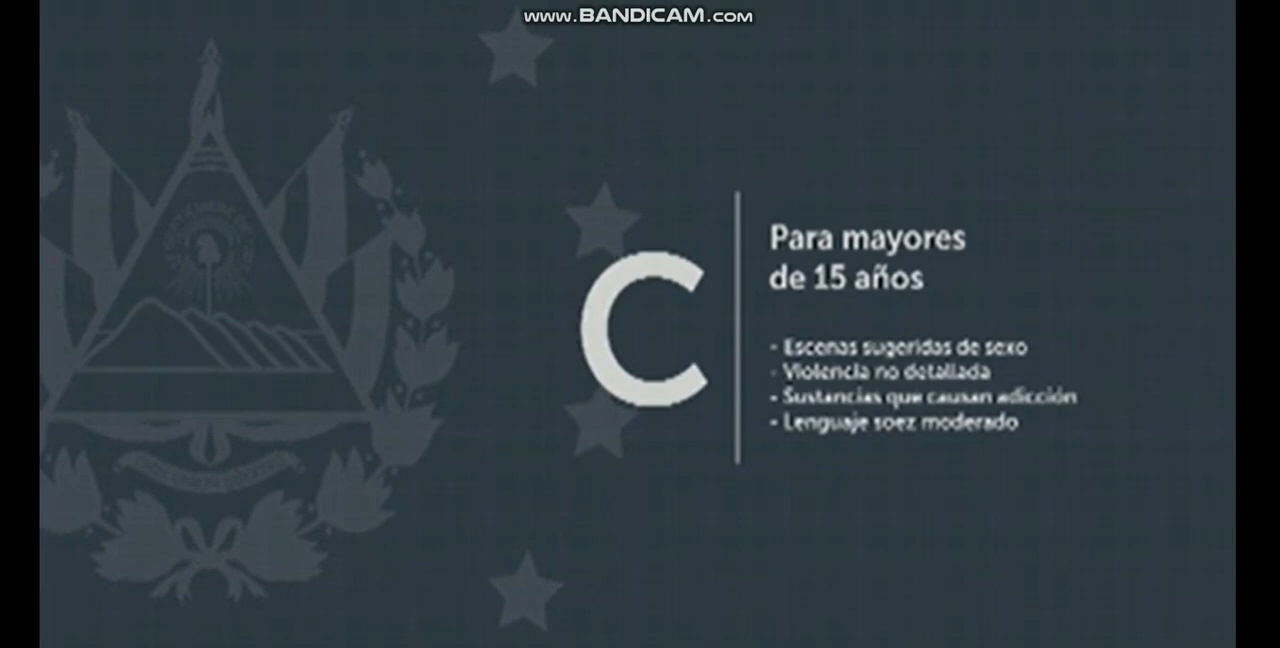 www.BANDICAM.com
C
Para mayores
de 15 años
- Escenas sugeridas de sexo
- Violencia no detallada
- Sustancias que causan adicción
- Lenguaje soez moderado